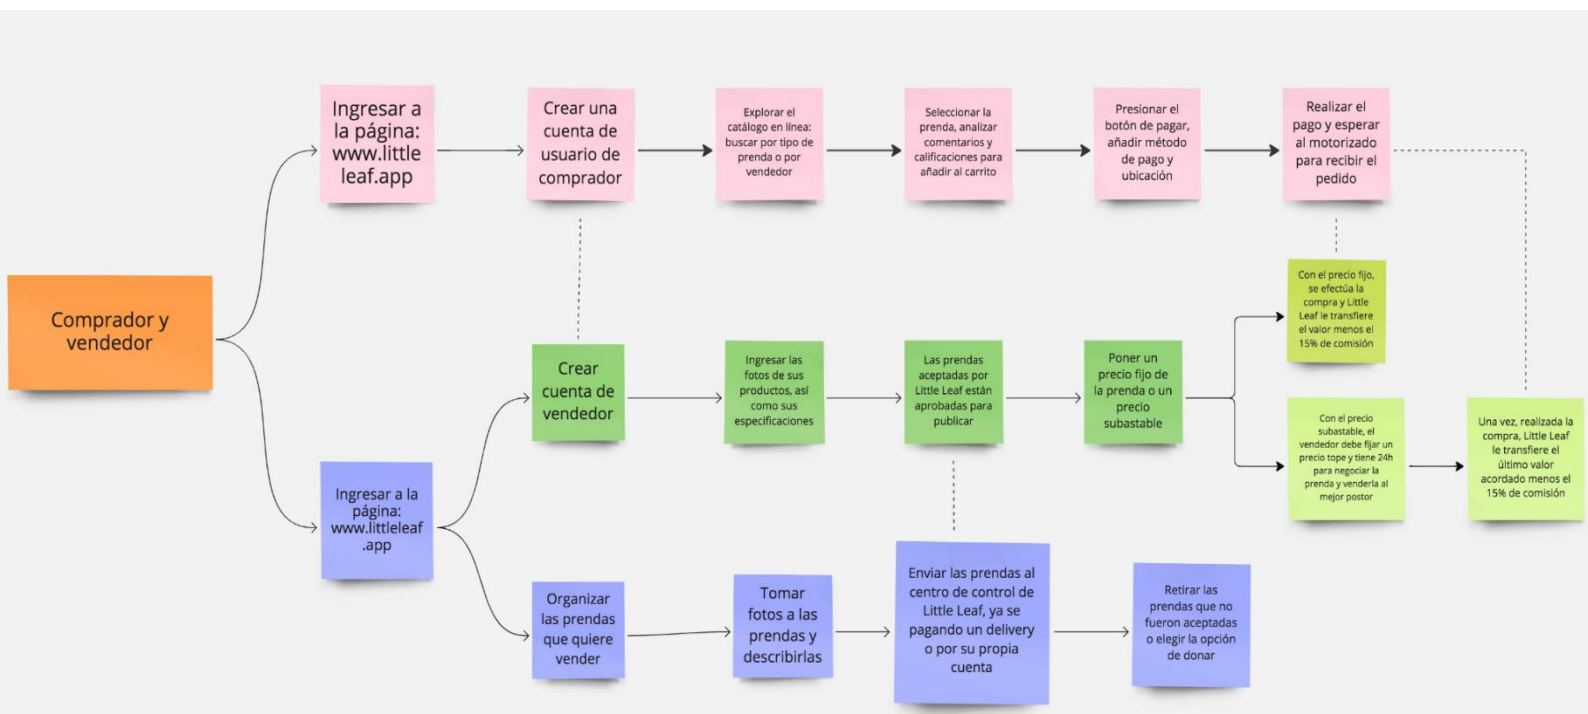 Ingresar a
la página:
www.little
leaf.app
Crear una
cuenta de
usuario de
comprador
Explorar el
catálogo en línea:
buscar por tipo de
prenda o por
vendedor
Seleccionar la
prenda, analizar
comentarios y
calificaciones para
añadir al carrito
Presionar el
botón de pagar,
añadir método
de pago y
ubicación
Realizar el
pago y esperar
al motorizado
para recibir el
pedido
Comprador y
vendedor
Con el precio fijo,
se efectúa la
compra y Little
Leaf le transfiere
el valor menos el
15% de comisión
Crear
cuenta de
vendedor
Ingresar las
fotos de sus
productos, así
como sus
especificaciones
Las prendas
aceptadas por
Little Leaf están
aprobadas para
publicar
Poner un
precio fijo de
la prenda o un
precio
subastable
Con el precio
subastable, el
vendedor debe fijar un
precio tope y tiene 24h
para negociar la
prenda y venderla al
mejor postor
Una vez, realizada la
compra, Little Leaf
le transfiere el
último valor
acordado menos el
15% de comisión
Ingresar a la
página:
www.littleleaf
.app
Organizar
las prendas
que quiere
vender
Tomar
fotos a las
prendas y
describirlas
Enviar las prendas al
centro de control de
Little Leaf, ya se
pagando un delivery
o por su propia
cuenta
Retirar las
prendas que no
fueron aceptadas
o elegir la opción
de donar